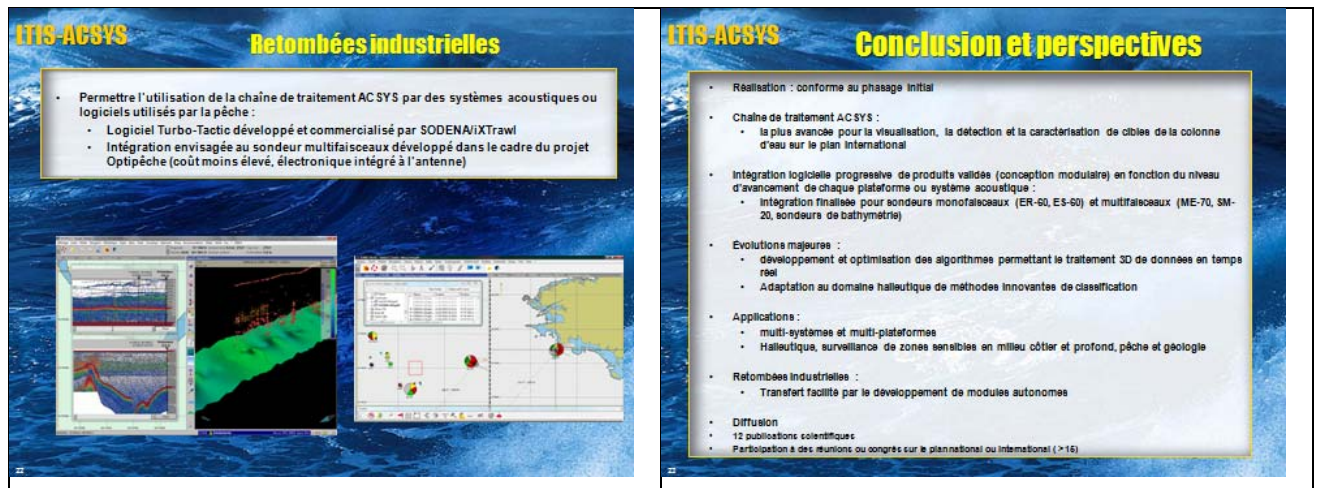 ITIS-ACSYS
Retombées industrielles
• Permettre l'utilisation de la chaîne de traitement ACSYS par des systèmes acoustiques ou
logiciels utilisés par la pêche :
• Logiciel Turbo-Tactic développé et commercialisé par SODENA/iXTrawl
• Intégration envisagée au sondeur multifaisceaux développé dans le cadre du projet
Optipêche (coût moins élevé, électronique intégré à l'antenne)
22
ITIS-ACSYS
Conclusion et perspectives
• Réalisation : conforme au phasage initial
• Chaîne de traitement ACSYS :
• la plus avancée pour la visualisation, la détection et la caractérisation de cibles de la colonne
d'eau sur le plan international
• Intégration logicielle progressive de produits validés (conception modulaire) en fonction du niveau
d'avancement de chaque plateforme ou système acoustique :
• Intégration finalisée pour sondeurs monofaisceaux (ER-60, ES-60) et multifaisceaux (ME-70, SM-
20, sondeurs de bathymétrie)
• Évolutions majeures :
• développement et optimisation des algorithmes permettant le traitement 3D de données en temps
réel
• Adaptation au domaine halieutique de méthodes innovantes de classification
• Applications :
• multi-systèmes et multi-plateformes
• Halieutique, surveillance de zones sensibles en milieu côtier et profond, pêche et géologie
• Retombées industrielles :
• Transfert facilité par le développement de modules autonomes
• Diffusion
• 12 publications scientifiques
• Participation à des réunions ou congrès sur le plan national ou international ( > 15)